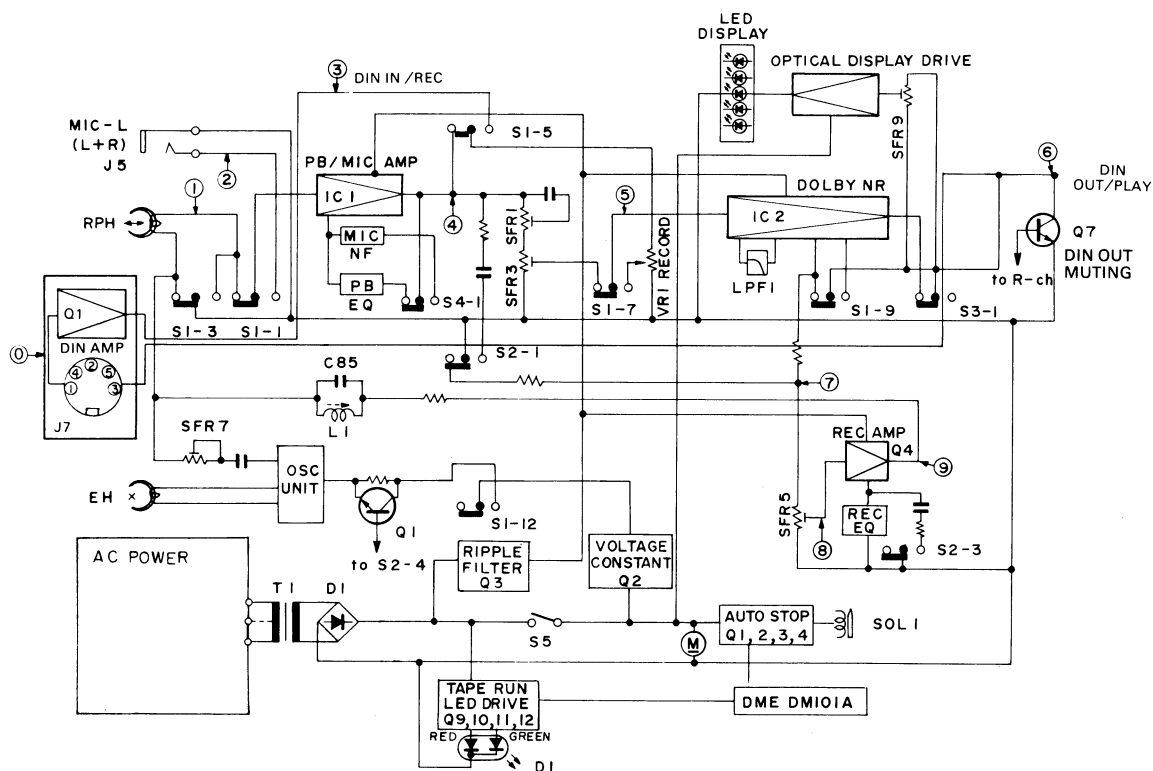 LED
DISPLAY
OPTICAL DISPLAY DRIVE
SFR9
③ DIN IN/REC
MIC-L
(L+R)
J5
②
①
RPH
PB/MIC AMP
IC1
MIC
NF
PB
EQ
S4-1
④
S1-5
SFR1
SFR3
⑤
S1-7
VR1 RECORD
DOLBY NR
IC2
LPF1
S1-9
S3-1
⑥
DIN
OUT/PLAY
Q7
DIN OUT
MUTING
to R-ch
S1-3
S1-1
⓪
Q1
DIN AMP
④ ② ⑤
① ③
J7
S2-1
C85
L1
⑦
SFR7
OSC
UNIT
EH
Q1
to S2-4
S1-12
REC AMP
Q4
⑨
SFR5
⑧
REC
EQ
S2-3
AC POWER
T1
D1
RIPPLE
FILTER
Q3
VOLTAGE
CONSTANT
Q2
S5
M
AUTO STOP
Q1, 2, 3, 4
SOL1
TAPE RUN
LED DRIVE
Q9, 10, 11, 12
RED
GREEN
D1
DME DM101A